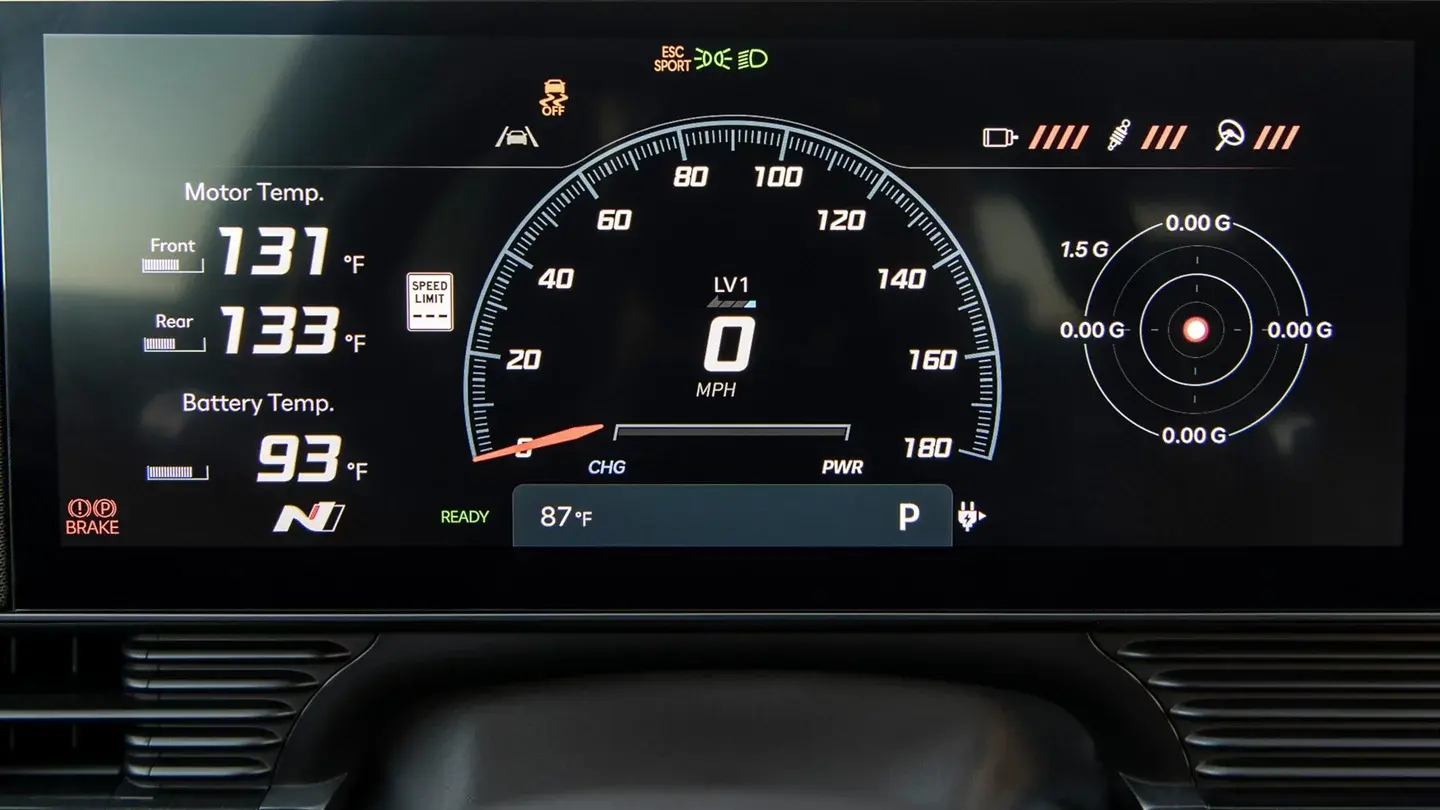 ESC
SPORT
OFF
Motor Temp.
Front 131 °F
Rear 133 °F
Battery Temp.
93 °F
BRAKE
N
READY
SPEED
LIMIT
---
0
20
40
60
80
100
120
140
160
180
LV1
0
MPH
CHG
PWR
87°F
P
0.00 G
1.5 G
0.00 G
0.00 G
0.00 G